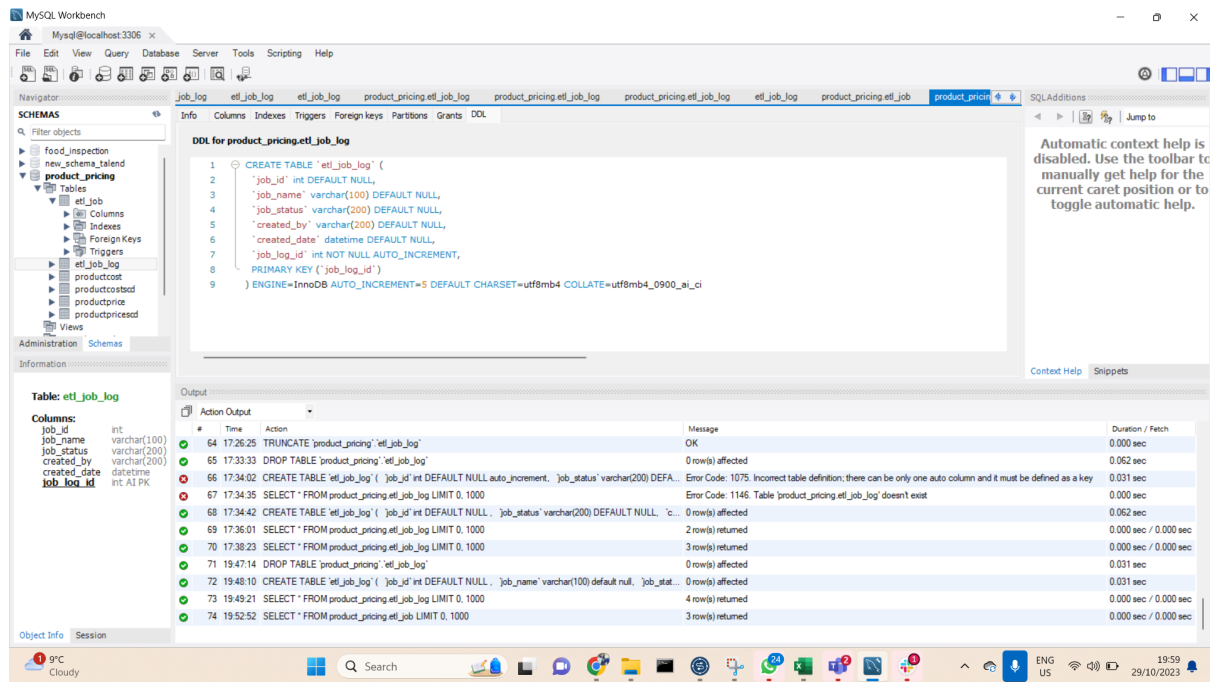 MySQL Workbench
Mysql@localhost:3306
File Edit View Query Database Server Tools Scripting Help
Navigator
SCHEMAS
Filter objects
food_inspection
new_schema_talend
product_pricing
Tables
etl_job
Columns
Indexes
Foreign Keys
Triggers
etl_job_log
productcost
productcostscd
productprice
productpricescd
Views
Administration Schemas
Information
Table: etl_job_log
Columns:
job_id int
job_name varchar(100)
job_status varchar(200)
created_by varchar(200)
created_date datetime
job_log_id int AI PK
Object Info Session
job_log etl_job_log etl_job_log product_pricing.etl_job_log product_pricing.etl_job_log product_pricing.etl_job_log etl_job_log product_pricing.etl_job product_pricin
Info Columns Indexes Triggers Foreign keys Partitions Grants DDL
DDL for product_pricing.etl_job_log
1 CREATE TABLE `etl_job_log` (
2 `job_id` int DEFAULT NULL,
3 `job_name` varchar(100) DEFAULT NULL,
4 `job_status` varchar(200) DEFAULT NULL,
5 `created_by` varchar(200) DEFAULT NULL,
6 `created_date` datetime DEFAULT NULL,
7 `job_log_id` int NOT NULL AUTO_INCREMENT,
8 PRIMARY KEY (`job_log_id`)
9 ) ENGINE=InnoDB AUTO_INCREMENT=5 DEFAULT CHARSET=utf8mb4 COLLATE=utf8mb4_0900_ai_ci
SQLAdditions
Jump to
Automatic context help is
disabled. Use the toolbar to
manually get help for the
current caret position or to
toggle automatic help.
Context Help Snippets
Output
Action Output
# Time Action Message Duration / Fetch
64 17:26:25 TRUNCATE `product_pricing`.`etl_job_log` OK 0.000 sec
65 17:33:33 DROP TABLE `product_pricing`.`etl_job_log` 0 row(s) affected 0.062 sec
66 17:34:02 CREATE TABLE `etl_job_log` ( `job_id` int DEFAULT NULL auto_increment, `job_status` varchar(200) DEFA... Error Code: 1075. Incorrect table definition; there can be only one auto column and it must be defined as a key 0.031 sec
67 17:34:35 SELECT * FROM product_pricing.etl_job_log LIMIT 0, 1000 Error Code: 1146. Table 'product_pricing.etl_job_log' doesn't exist 0.000 sec
68 17:34:42 CREATE TABLE `etl_job_log` ( `job_id` int DEFAULT NULL , `job_status` varchar(200) DEFAULT NULL, `c... 0 row(s) affected 0.062 sec
69 17:36:01 SELECT * FROM product_pricing.etl_job_log LIMIT 0, 1000 2 row(s) returned 0.000 sec / 0.000 sec
70 17:38:23 SELECT * FROM product_pricing.etl_job_log LIMIT 0, 1000 3 row(s) returned 0.000 sec / 0.000 sec
71 19:47:14 DROP TABLE `product_pricing`.`etl_job_log` 0 row(s) affected 0.031 sec
72 19:48:10 CREATE TABLE `etl_job_log` ( `job_id` int DEFAULT NULL , `job_name` varchar(100) default null, `job_stat... 0 row(s) affected 0.031 sec
73 19:49:21 SELECT * FROM product_pricing.etl_job_log LIMIT 0, 1000 4 row(s) returned 0.000 sec / 0.000 sec
74 19:52:52 SELECT * FROM product_pricing.etl_job LIMIT 0, 1000 3 row(s) returned 0.000 sec / 0.000 sec
1
9°C
Cloudy
Search
24
2
1
ENG
US
19:59
29/10/2023